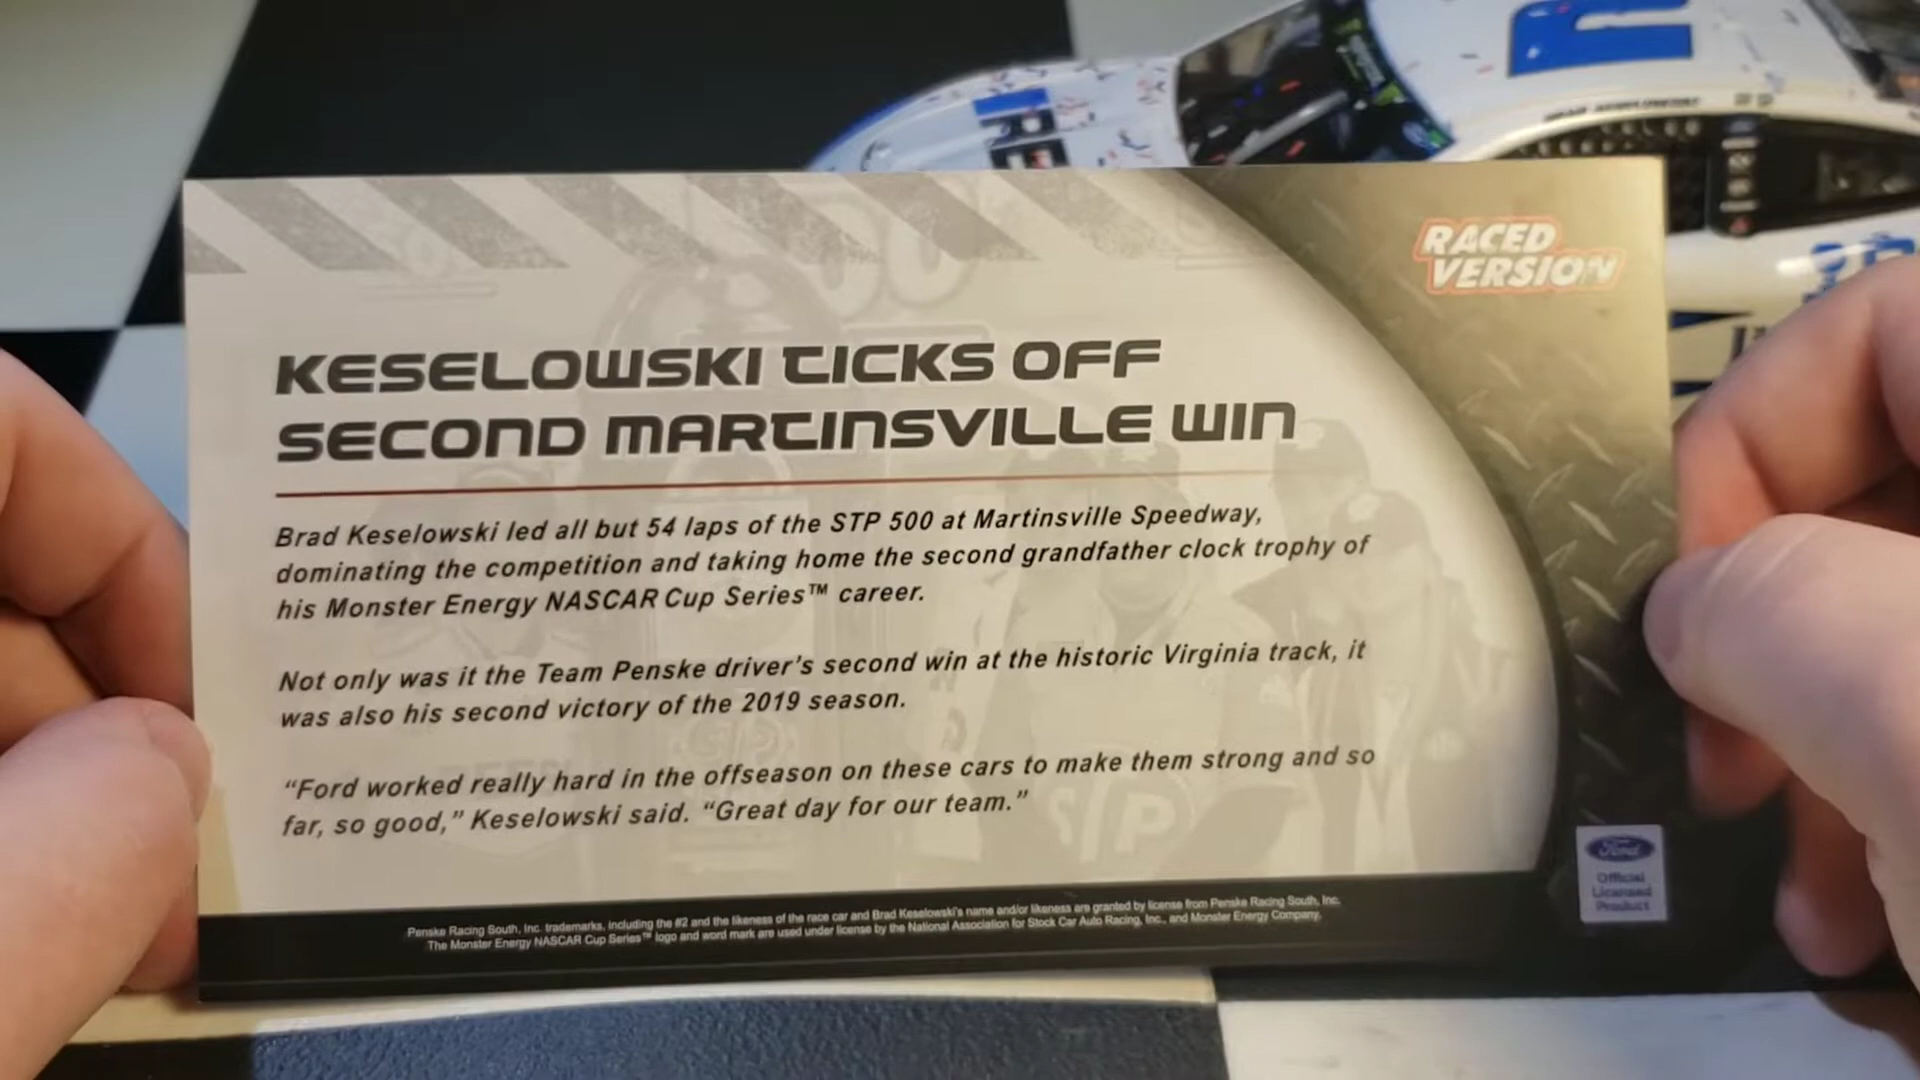 RACED
VERSION
KESELOWSKI TICKS OFF
SECOND MARTINSVILLE WIN
Brad Keselowski led all but 54 laps of the STP 500 at Martinsville Speedway,
dominating the competition and taking home the second grandfather clock trophy of
his Monster Energy NASCAR Cup Series™ career.
Not only was it the Team Penske driver's second win at the historic Virginia track, it
was also his second victory of the 2019 season.
“Ford worked really hard in the offseason on these cars to make them strong and so
far, so good,” Keselowski said. “Great day for our team.”
Ford
Official
Licensed
Product
Penske Racing South, Inc. trademarks, including the #2 and the likeness of the race car and Brad Keselowski's name and/or likeness are granted by license from Penske Racing South, Inc.
The Monster Energy NASCAR Cup Series™ logo and word mark are used under license by the National Association for Stock Car Auto Racing, Inc., and Monster Energy Company.